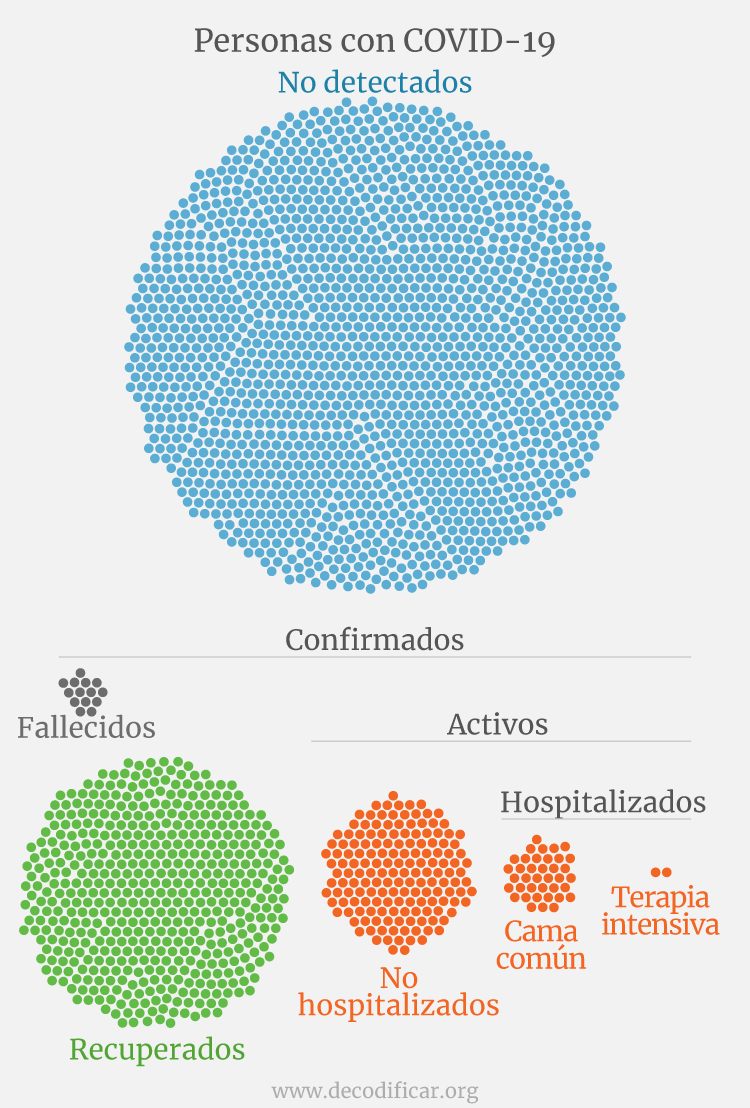 Personas con COVID-19
No detectados
Confirmados
Fallecidos
Activos
Hospitalizados
Terapia
intensiva
Cama
común
No
hospitalizados
Recuperados
www.decodificar.org